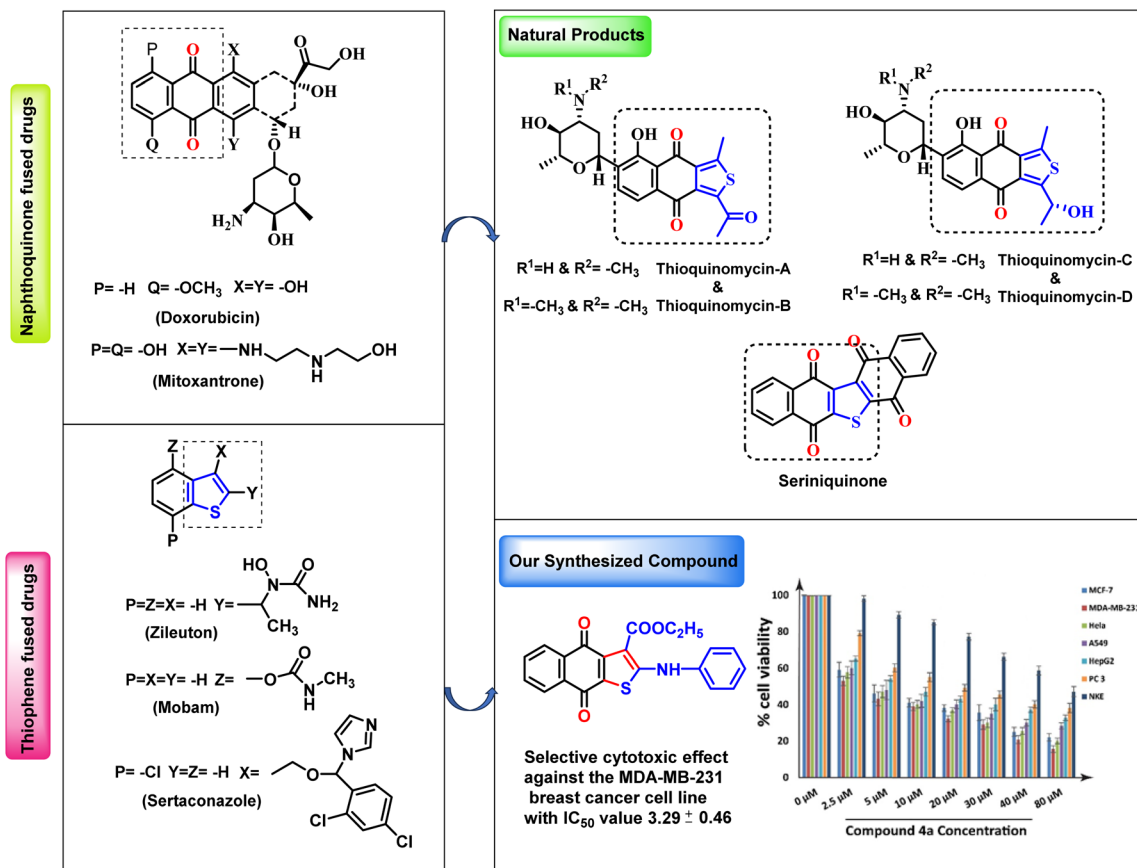 Naphthoquinone fused drugs
P
O
X
O
OH
OH
Q
O
Y
H
O
O
H₂N
OH
P= -H Q= -OCH₃ X=Y= -OH
(Doxorubicin)
P=Q= -OH X=Y= —NH
N
H
OH
(Mitoxantrone)
Thiophene fused drugs
Z
X
Y
S
P
P=Z=X= -H Y=
HO
N
O
NH₂
CH₃
(Zileuton)
P=X=Y= -H Z=
O
O
N
H
CH₃
(Mobam)
P= -Cl Y=Z= -H X=
O
N
N
Cl
Cl
(Sertaconazole)
Natural Products
R¹
N
R²
HO
O
H
OH
O
S
O
O
R¹=H & R²= -CH₃ Thioquinomycin-A
&
R¹=-CH₃ & R²= -CH₃ Thioquinomycin-B
R¹
N
R²
HO
O
H
OH
O
S
O
OH
R¹=H & R²= -CH₃ Thioquinomycin-C
&
R¹= -CH₃ & R²= -CH₃ Thioquinomycin-D
O
O
S
O
O
Seriniquinone
Our Synthesized Compound
O
COOC₂H₅
NH
S
O
Selective cytotoxic effect
against the MDA-MB-231
breast cancer cell line
with IC₅₀ value 3.29 ± 0.46
% cell viability
100
80
60
40
20
0
0 µM
2.5 µM
5 µM
10 µM
20 µM
30 µM
40 µM
80 µM
Compound 4a Concentration
MCF-7
MDA-MB-231
Hela
A549
HepG2
PC 3
NKE